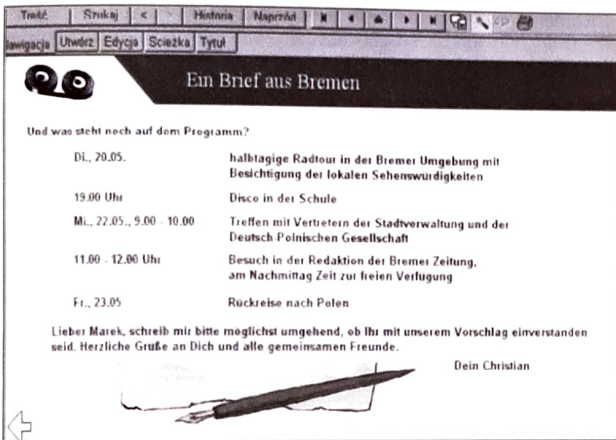 Treść Szukaj < Historia Naprzód
Nawigacja Utwórz Edycja Ścieżka Tytuł
Ein Brief aus Bremen
Und was steht noch auf dem Programm?
Di., 20.05. halbtagige Radtour in der Bremer Umgebung mit
Besichtigung der lokalen Sehenswurdigkeiten
19.00 Uhr Disco in der Schule
Mi., 22.05., 9.00 - 10.00 Treffen mit Vertretern der Stadtverwaltung und der
Deutsch-Polnischen Gesellschaft
11.00 - 12.00 Uhr Besuch in der Redaktion der Bremer Zeitung,
am Nachmittag Zeit zur freien Verfugung
Fr., 23.05 Rückreise nach Polen
Lieber Marek, schreib mir bitte moglichst umgehend, ob Ihr mit unserem Vorschlag einverstanden
seid. Herzliche Gruße an Dich und alle gemeinsamen Freunde.
Dein Christian